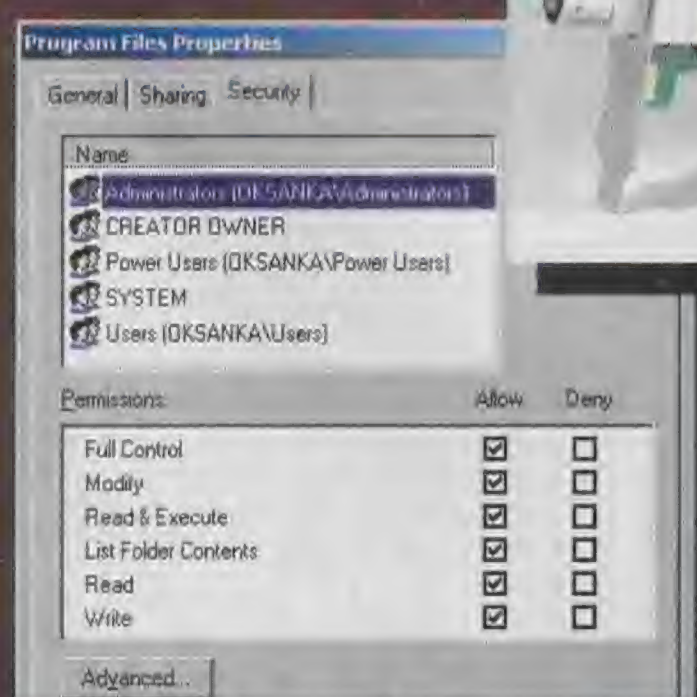 Program Files Properties
General Sharing Security
Name
Administrators (OKSANKA\Administrators)
CREATOR OWNER
Power Users (OKSANKA\Power Users)
SYSTEM
Users (OKSANKA\Users)
Permissions: Allow Deny
Full Control
Modify
Read & Execute
List Folder Contents
Read
Write
Advanced...